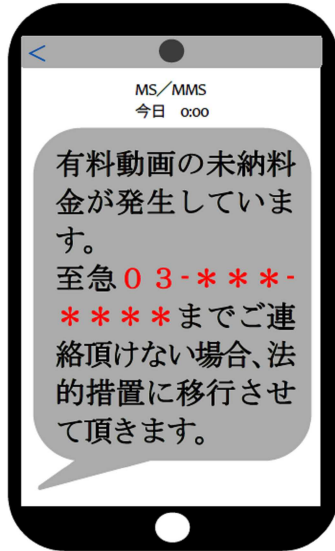 <
MS／MMS
今日　0:00
有料動画の未納料
金が発生していま
す。
至急０３-＊＊＊-
＊＊＊＊までご連
絡頂けない場合、法
的措置に移行させ
て頂きます。